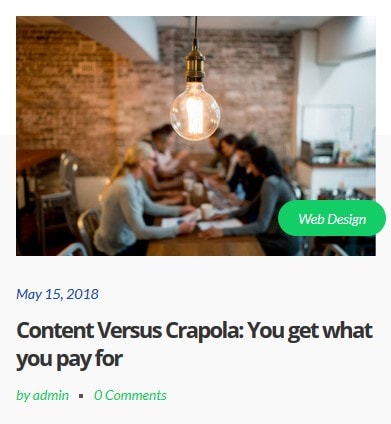 Web Design
May 15, 2018
Content Versus Crapola: You get what
you pay for
by admin ▪ 0 Comments